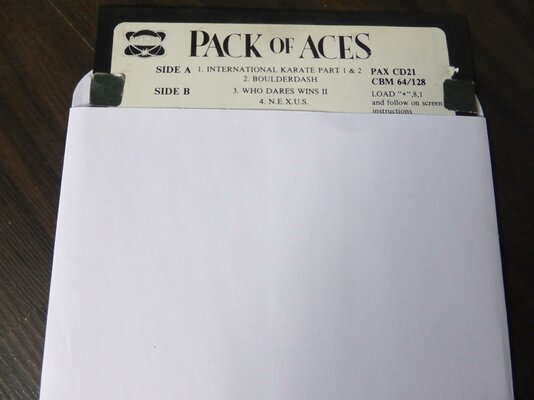 PACK OF ACES
SIDE A 1. INTERNATIONAL KARATE PART 1 & 2 PAX CD21
2. BOULDERDASH CBM 64/128
SIDE B 3. WHO DARES WINS II LOAD "*",8,1
4. N.E.X.U.S. and follow on screen
instructions